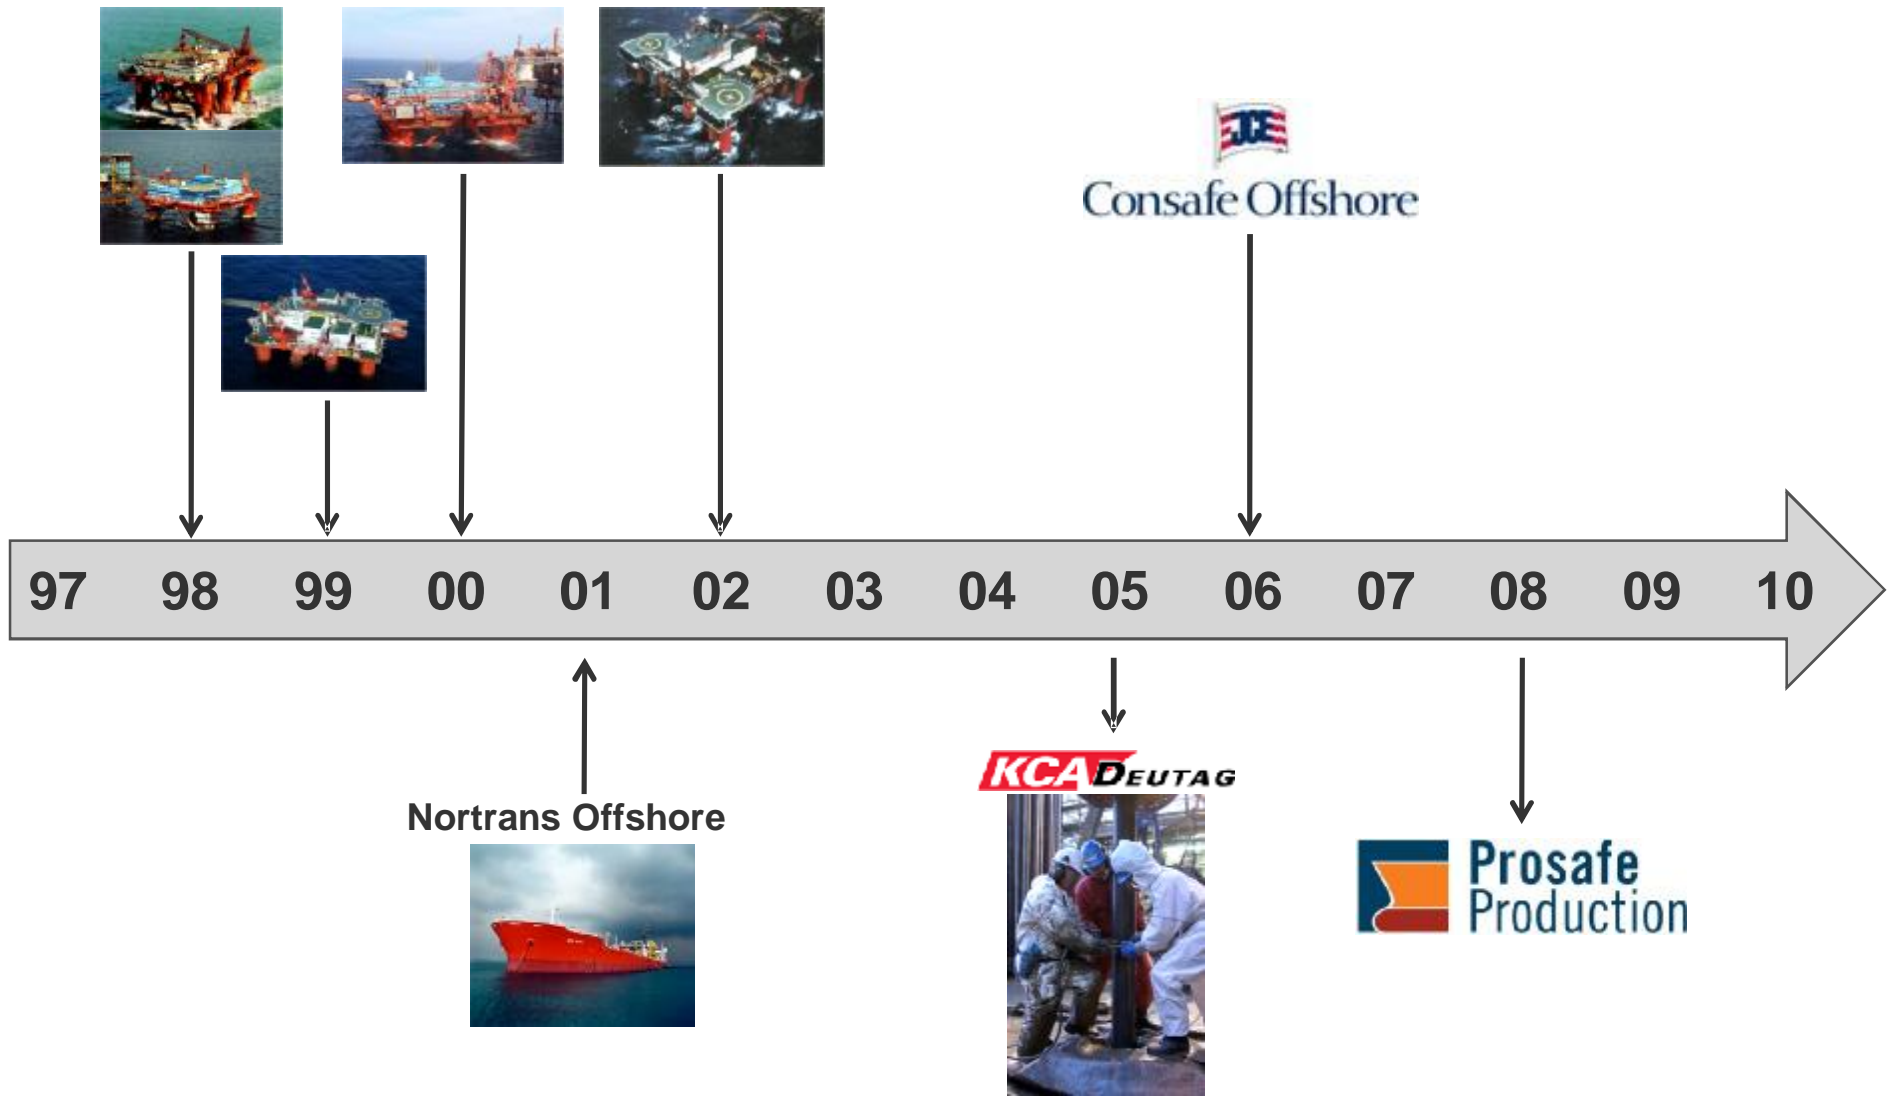 JCE
Consafe Offshore
97 98 99 00 01 02 03 04 05 06 07 08 09 10
Nortrans Offshore
KCA DEUTAG
Prosafe
Production